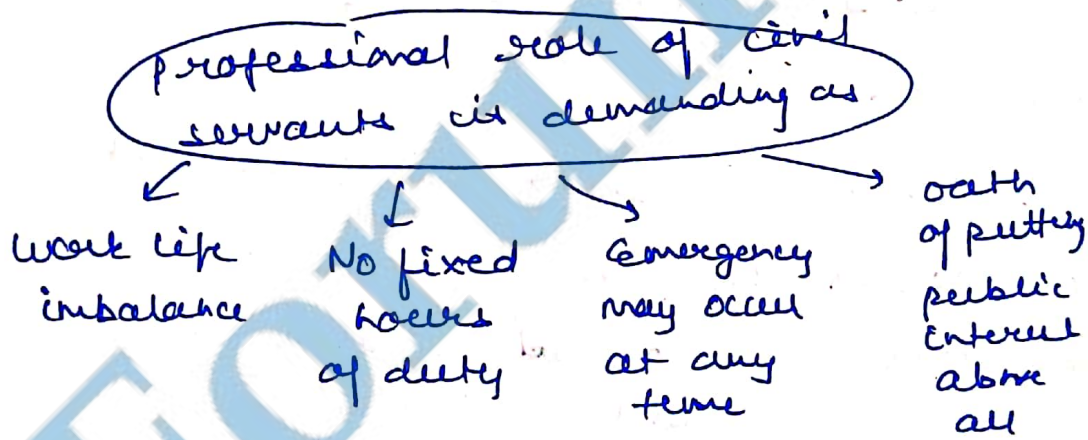 professional role of civil
servants is demanding as
work life
imbalance
No fixed
hours
of duty
Emergency
may occur
at any
time
oath
of putting
public
interest
above
all
Forum